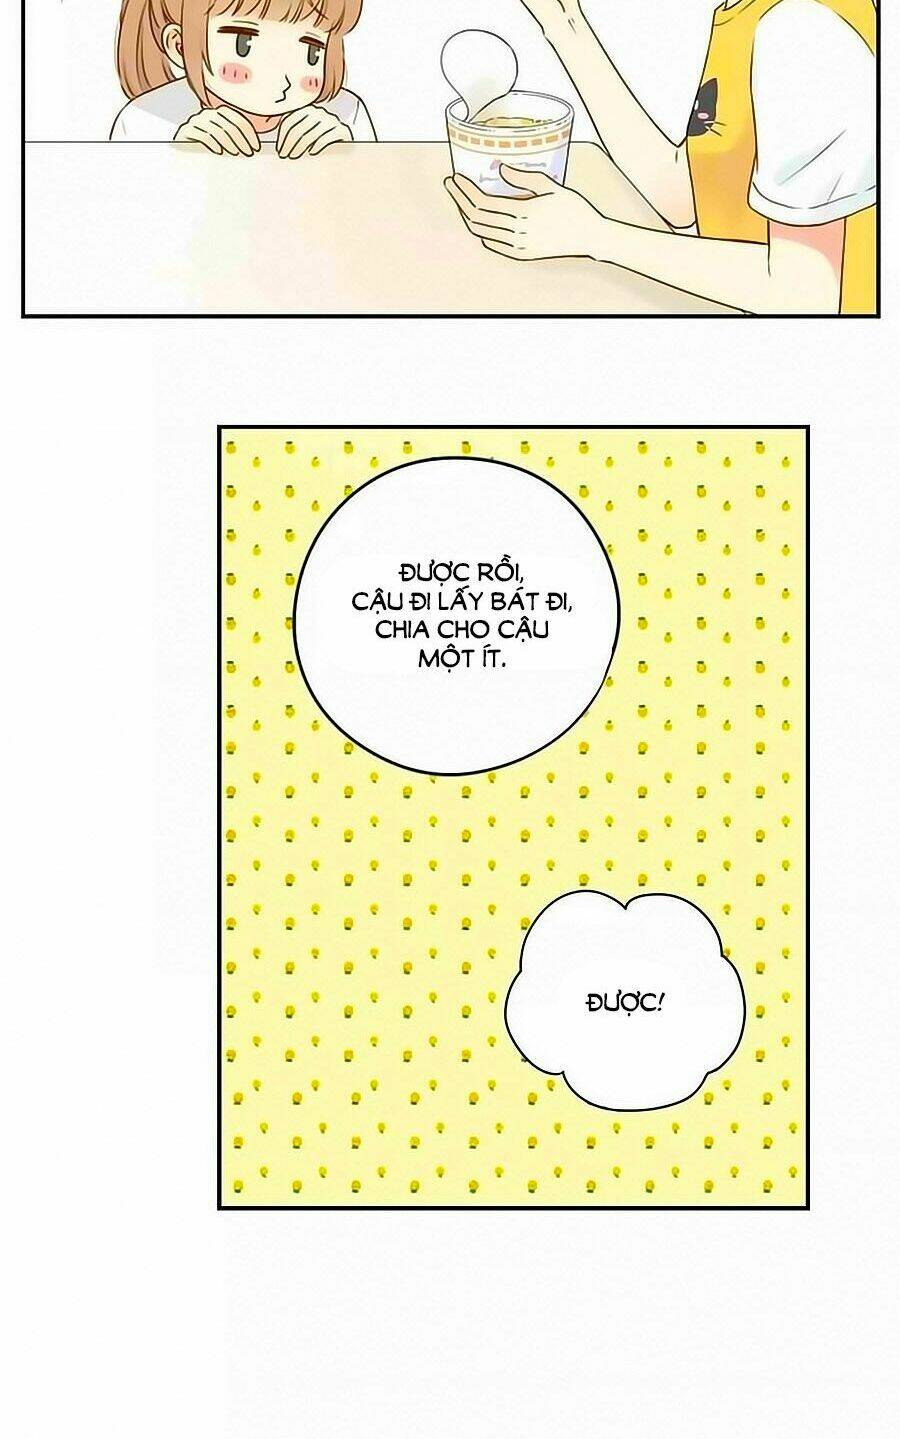 ĐƯỢC RỒI,
CẬU ĐI LẤY BÁT ĐI,
CHIA CHO CẬU
MỘT ÍT.
ĐƯỢC!